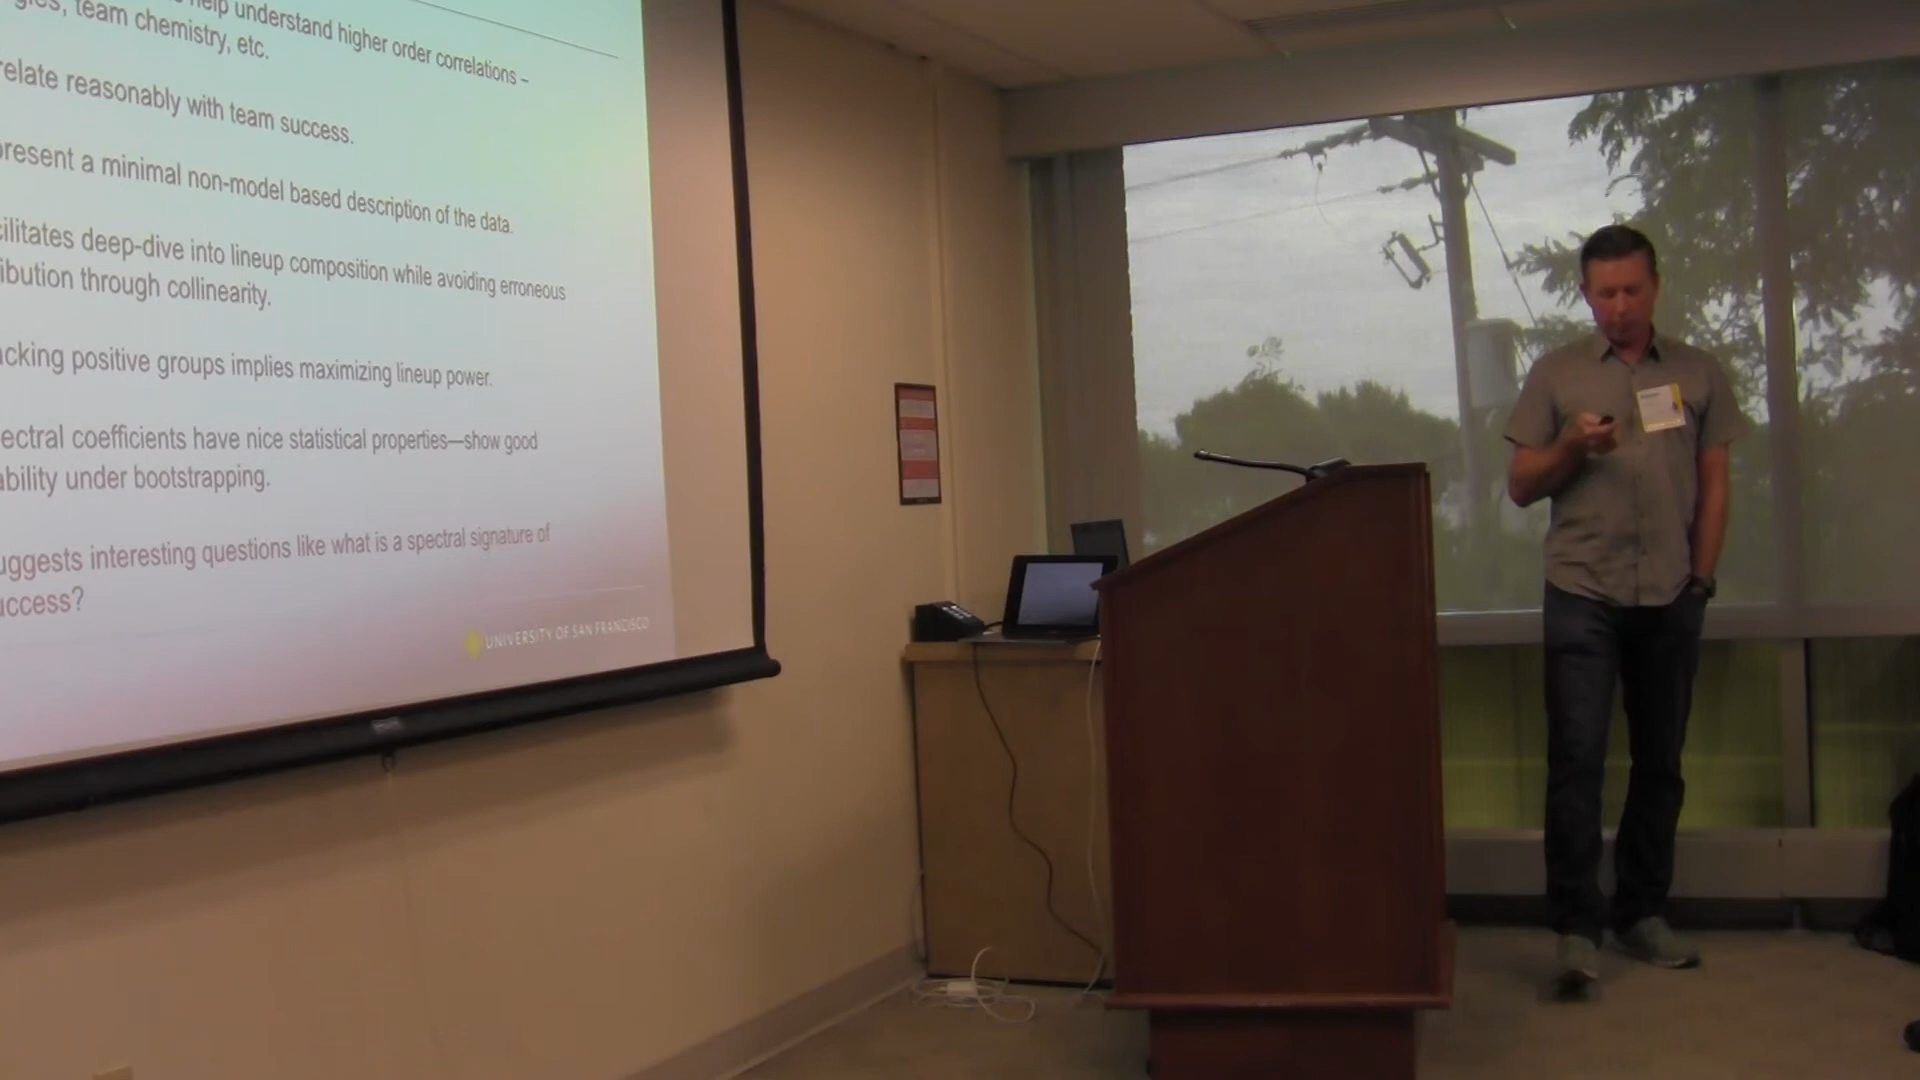 help understand higher order correlations –
team chemistry, etc.
relate reasonably with team success.
present a minimal non-model based description of the data.
ilitates deep-dive into lineup composition while avoiding erroneous
ibution through collinearity.
acking positive groups implies maximizing lineup power.
ectral coefficients have nice statistical properties—show good
ability under bootstrapping.
uggests interesting questions like what is a spectral signature of
uccess?
UNIVERSITY OF SAN FRANCISCO